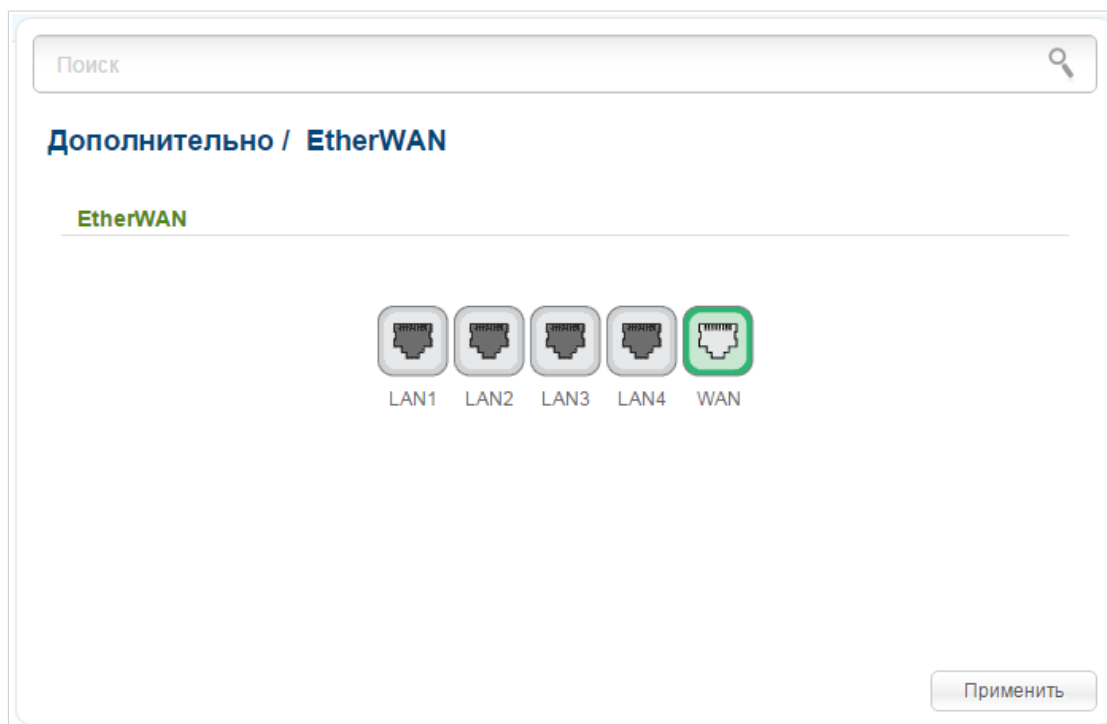 Поиск
Дополнительно / EtherWAN
EtherWAN
LAN1 LAN2 LAN3 LAN4 WAN
Применить